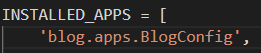 INSTALLED_APPS = [
    'blog.apps.BlogConfig',